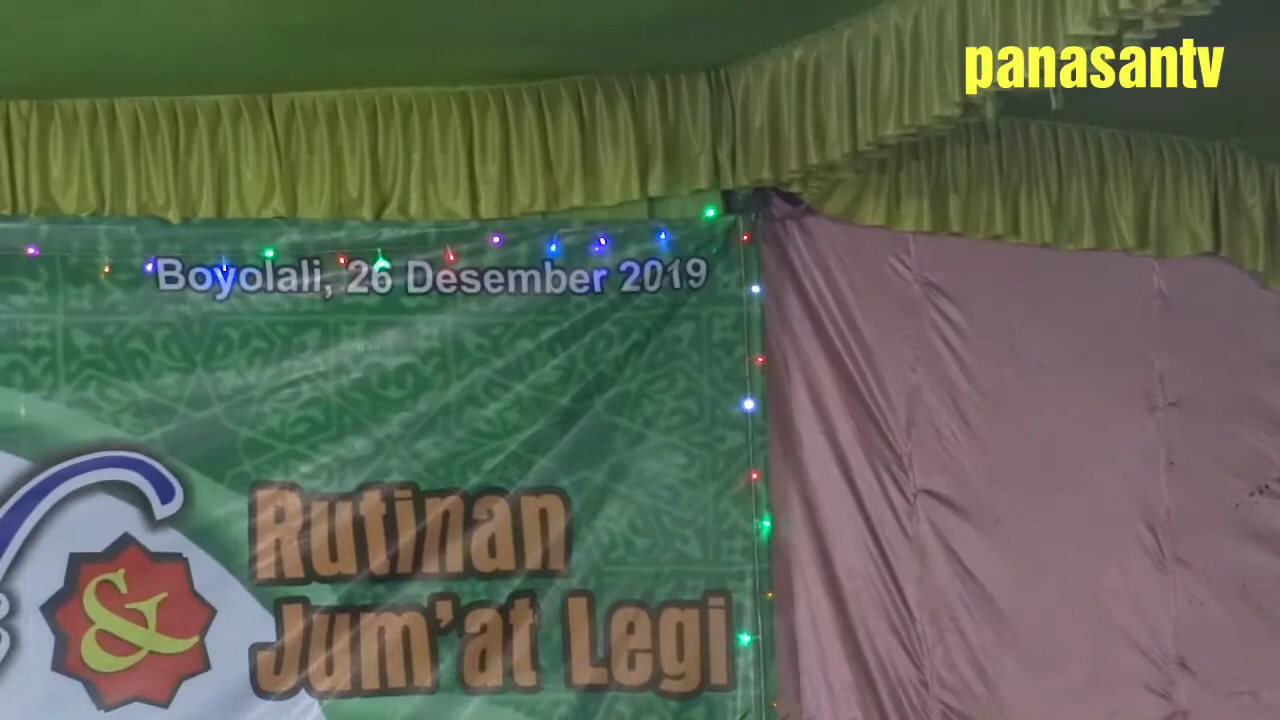 panasantv
Boyolali, 26 Desember 2019
&
Rutinan
Jum'at Legi